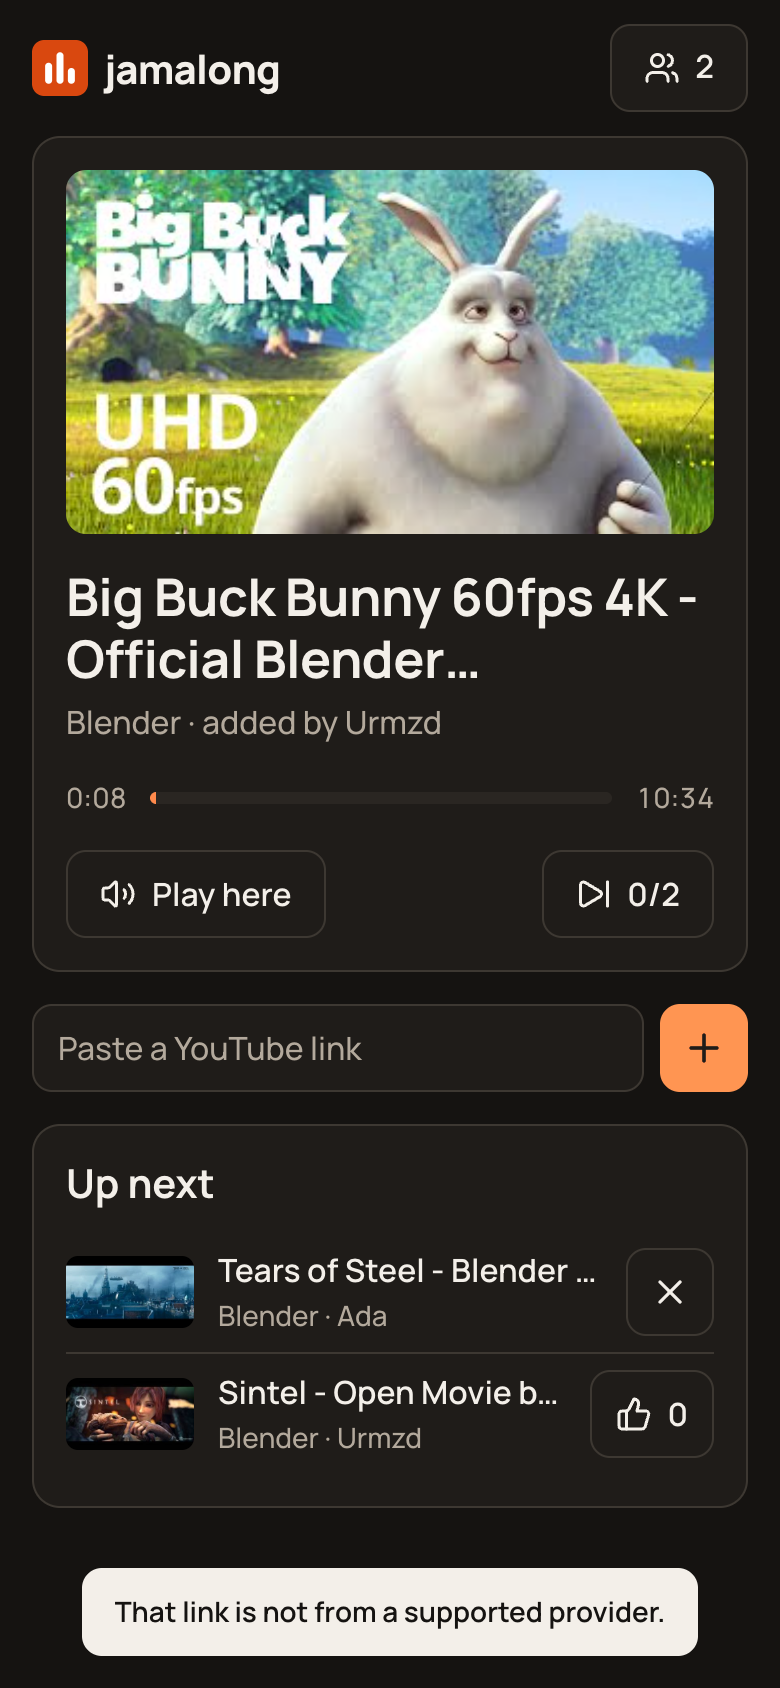 jamalong
2
Big Buck
BUNNY
UHD
60fps
Big Buck Bunny 60fps 4K -
Official Blender…
Blender · added by Urmzd
0:08
10:34
Play here
0/2
Paste a YouTube link
Up next
Tears of Steel - Blender …
Blender · Ada
SINTEL
Sintel - Open Movie b…
Blender · Urmzd
0
That link is not from a supported provider.